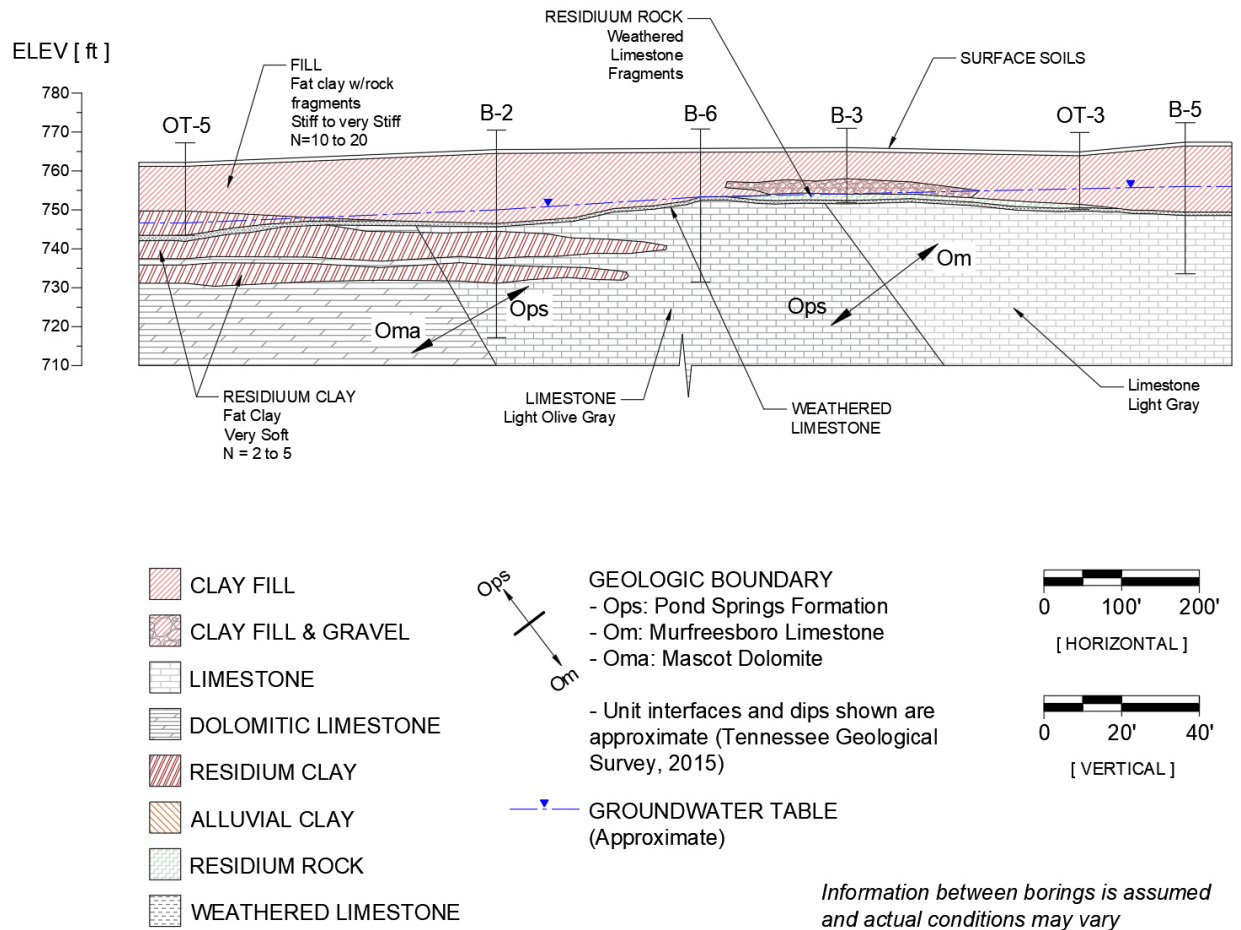 ELEV [ ft ]
780
770
760
750
740
730
720
710
OT-5
FILL
Fat clay w/rock
fragments
Stiff to very Stiff
N=10 to 20
B-2
RESIDIUUM ROCK
Weathered
Limestone
Fragments
B-6
B-3
SURFACE SOILS
OT-3
B-5
Oma
Ops
Ops
Om
RESIDIUUM CLAY
Fat Clay
Very Soft
N = 2 to 5
LIMESTONE
Light Olive Gray
WEATHERED
LIMESTONE
Limestone
Light Gray
CLAY FILL
CLAY FILL & GRAVEL
LIMESTONE
DOLOMITIC LIMESTONE
RESIDIUM CLAY
ALLUVIAL CLAY
RESIDIUM ROCK
WEATHERED LIMESTONE
Ops
Om
GEOLOGIC BOUNDARY
- Ops: Pond Springs Formation
- Om: Murfreesboro Limestone
- Oma: Mascot Dolomite
- Unit interfaces and dips shown are
approximate (Tennessee Geological
Survey, 2015)
GROUNDWATER TABLE
(Approximate)
0 100' 200'
[ HORIZONTAL ]
0 20' 40'
[ VERTICAL ]
Information between borings is assumed
and actual conditions may vary